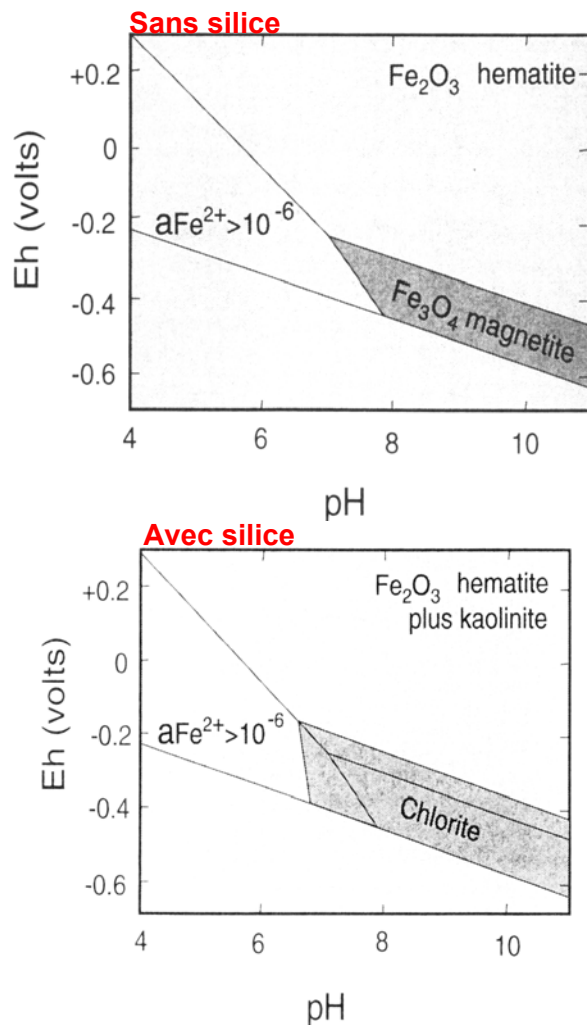 Sans silice
+0.2
0
-0.2
-0.4
-0.6
Eh (volts)
Fe2O3 hematite
aFe2+>10-6
Fe3O4 magnetite
4
6
8
10
pH
Avec silice
+0.2
0
-0.2
-0.4
-0.6
Eh (volts)
Fe2O3 hematite
plus kaolinite
aFe2+>10-6
Chlorite
4
6
8
10
pH